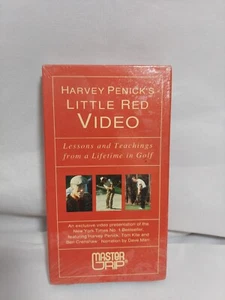 HARVEY PENICK'S
LITTLE RED
VIDEO
Lessons and Teachings
from a Lifetime in Golf
An exclusive video presentation of the
New York Times No. 1 Bestseller,
featuring Harvey Penick, Tom Kite and
Ben Crenshaw. Narration by Dave Marr.
MASTER
GRIP